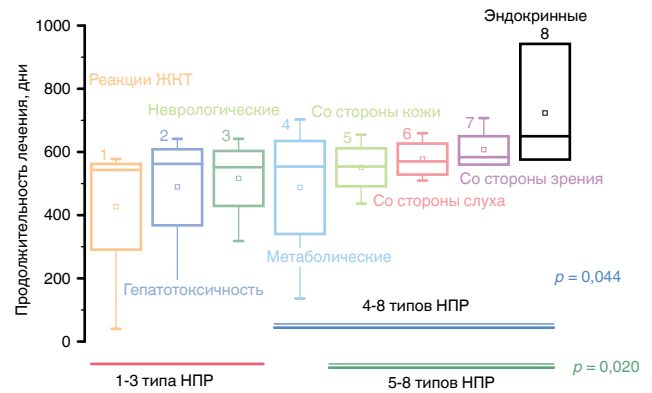 Эндокринные
8
1000
800
600
400
200
0
Продолжительность лечения, дни
Реакции ЖКТ
1
Неврологические
2
3
4
Со стороны кожи
5
6
7
Со стороны зрения
Со стороны слуха
Метаболические
Гепатотоксичность
p = 0,044
4-8 типов НПР
p = 0,020
1-3 типа НПР
5-8 типов НПР